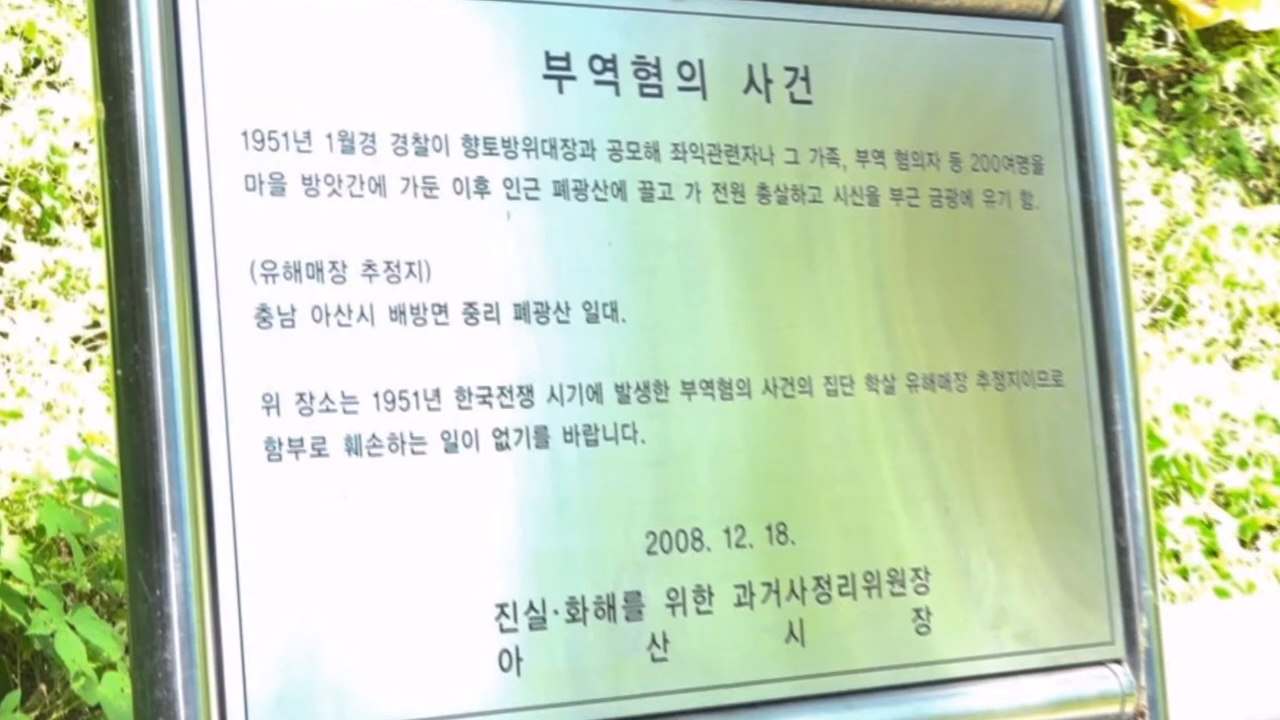 부역혐의 사건
1951년 1월경 경찰이 향토방위대장과 공모해 좌익관련자나 그 가족, 부역 혐의자 등 200여명을
마을 방앗간에 가둔 이후 인근 폐광산에 끌고 가 전원 총살하고 시신을 부근 금광에 유기 함.
(유해매장 추정지)
충남 아산시 배방면 중리 폐광산 일대.
위 장소는 1951년 한국전쟁 시기에 발생한 부역혐의 사건의 집단 학살 유해매장 추정지이므로
함부로 훼손하는 일이 없기를 바랍니다.
2008. 12. 18.
진실·화해를 위한 과거사정리위원장
아 산 시 장